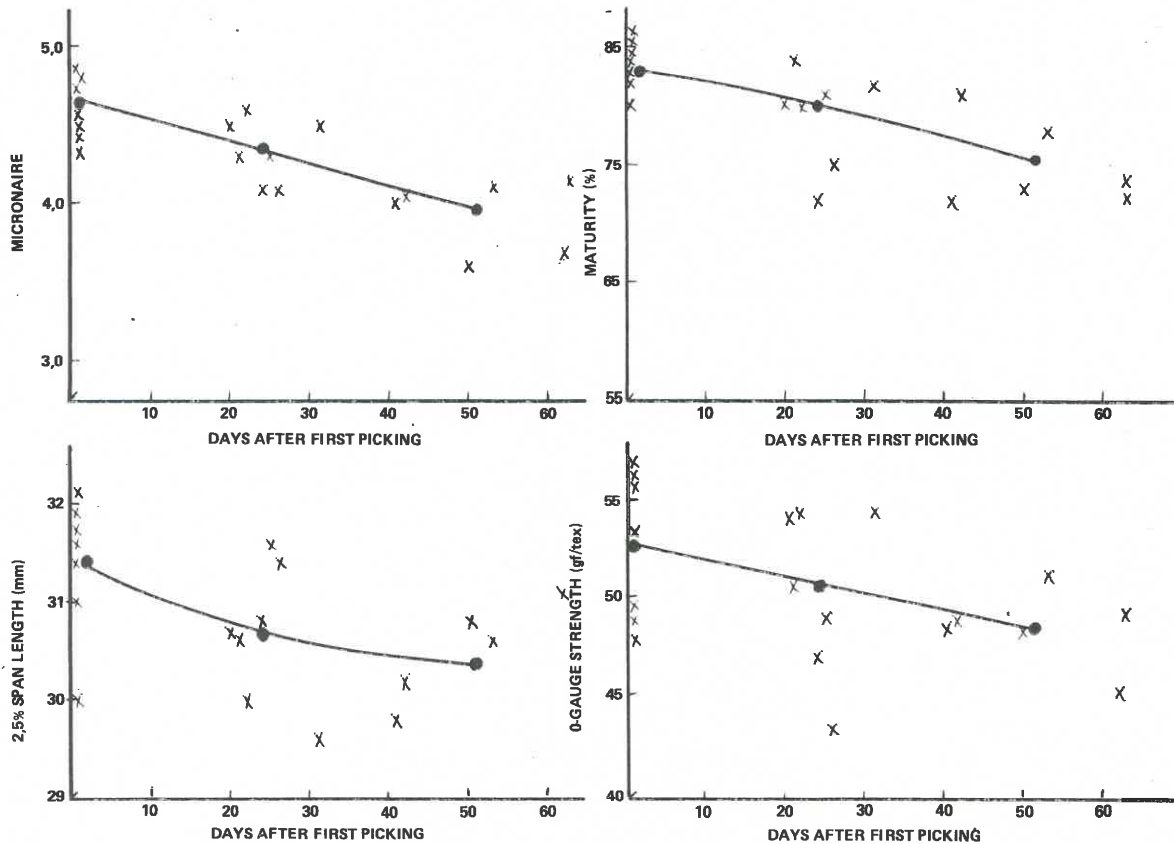 5,0
4,0
3,0
MICRONAIRE
10 20 30 40 50 60
DAYS AFTER FIRST PICKING
85
75
65
55
MATURITY (%)
10 20 30 40 50 60
DAYS AFTER FIRST PICKING
32
31
30
29
2,5% SPAN LENGTH (mm)
10 20 30 40 50 60
DAYS AFTER FIRST PICKING
55
50
45
40
0-GAUGE STRENGTH (gf/tex)
0 10 20 30 40 50 60
DAYS AFTER FIRST PICKING